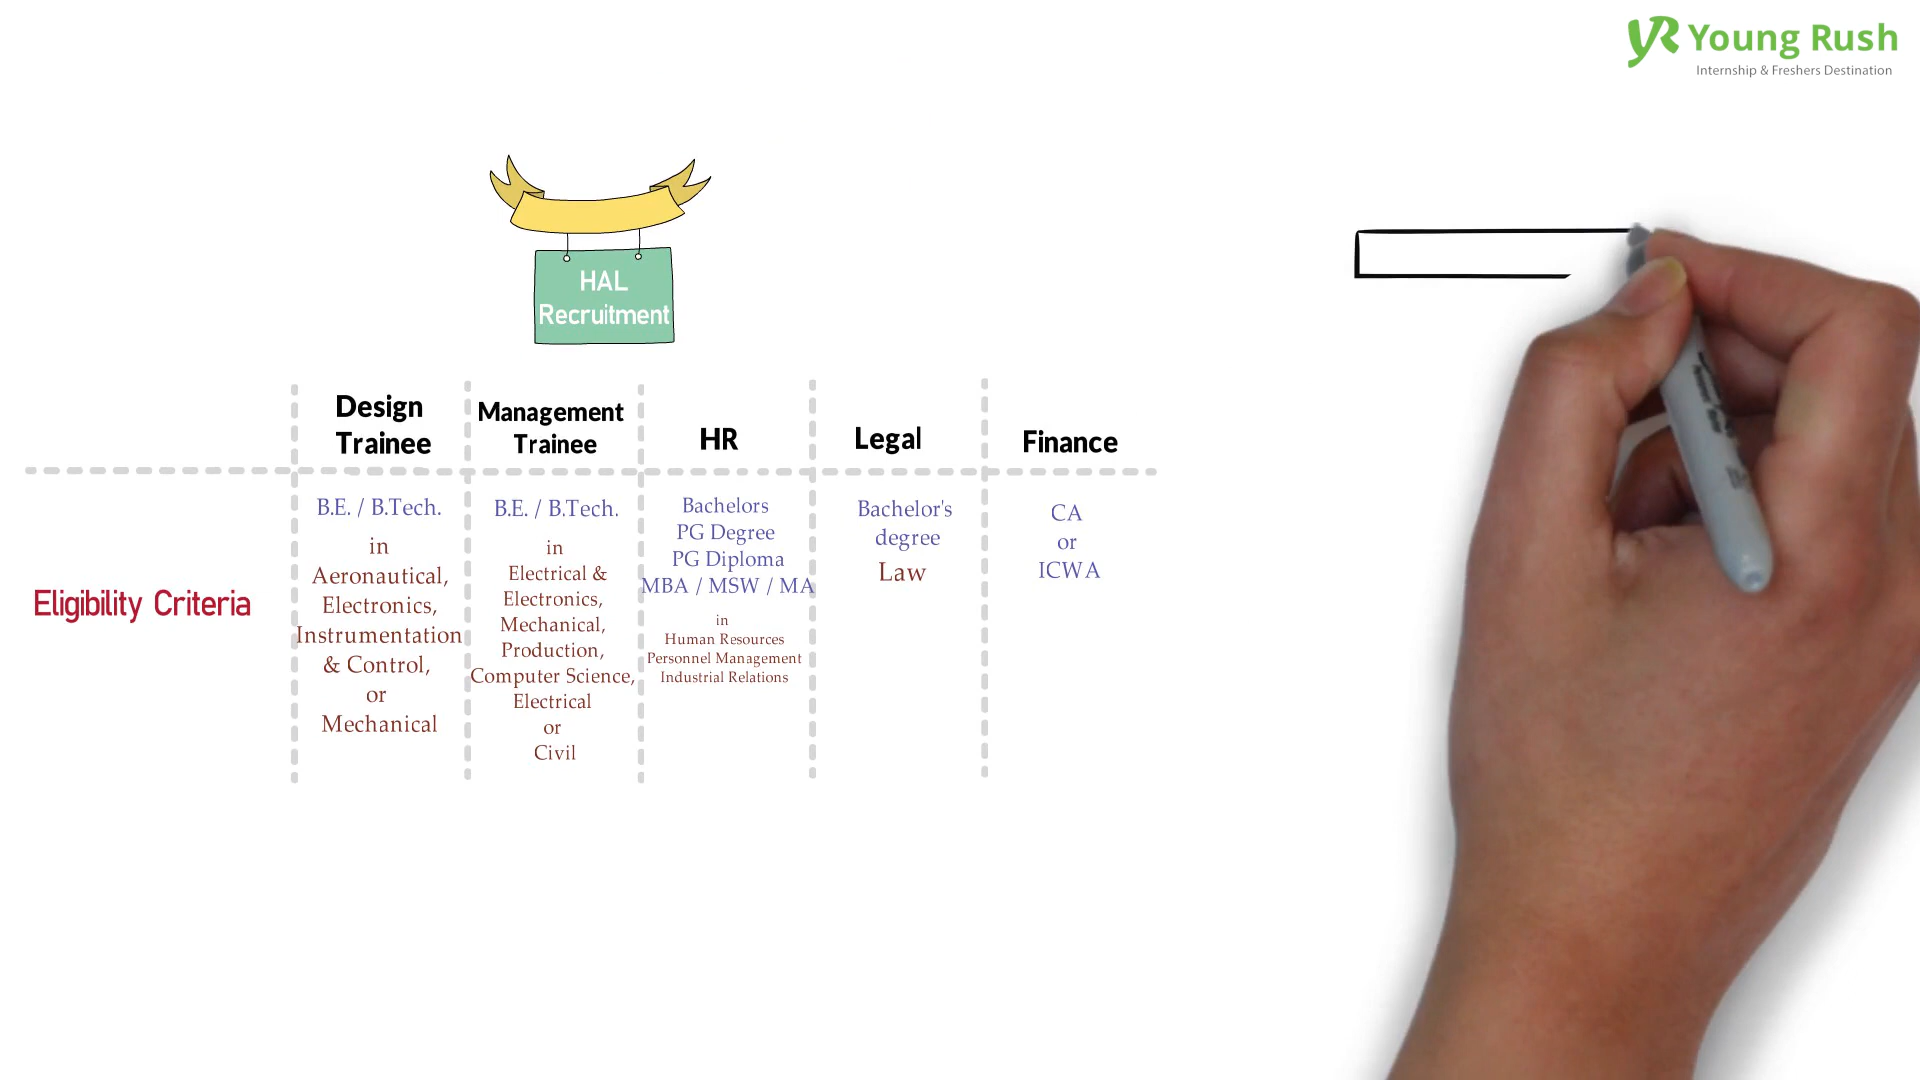 Young Rush
Internship & Freshers Destination
HAL
Recruitment
Design
Trainee
Management
Trainee
HR
Legal
Finance
Eligibility Criteria
B.E. / B.Tech.
in
Aeronautical,
Electronics,
Instrumentation
& Control,
or
Mechanical
B.E. / B.Tech.
in
Electrical &
Electronics,
Mechanical,
Production,
Computer Science,
Electrical
or
Civil
Bachelors
PG Degree
PG Diploma
MBA / MSW / MA
in
Human Resources
Personnel Management
Industrial Relations
Bachelor's
degree
Law
CA
or
ICWA